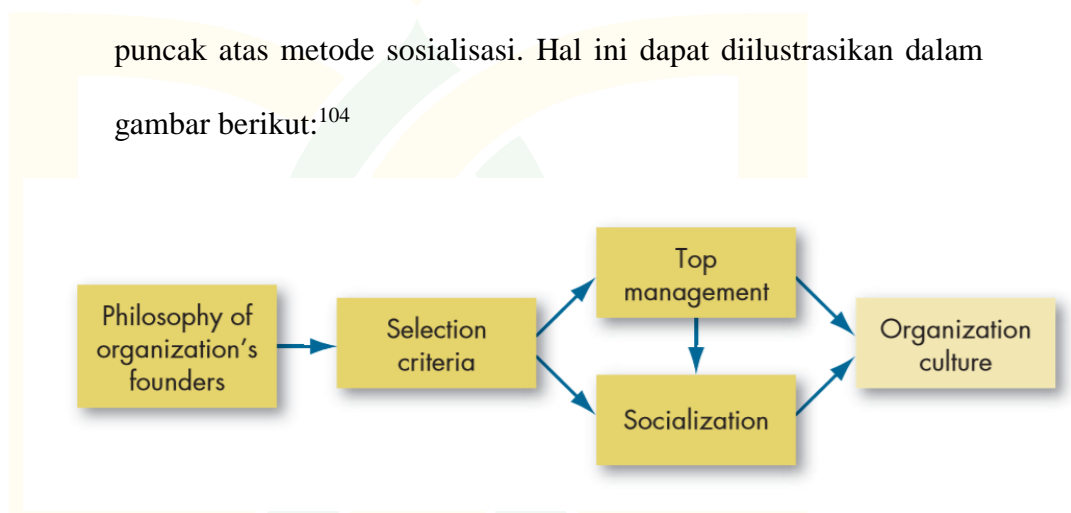 puncak atas metode sosialisasi. Hal ini dapat diilustrasikan dalam
gambar berikut:104
Philosophy of
organization's
founders
Selection
criteria
Top
management
Socialization
Organization
culture